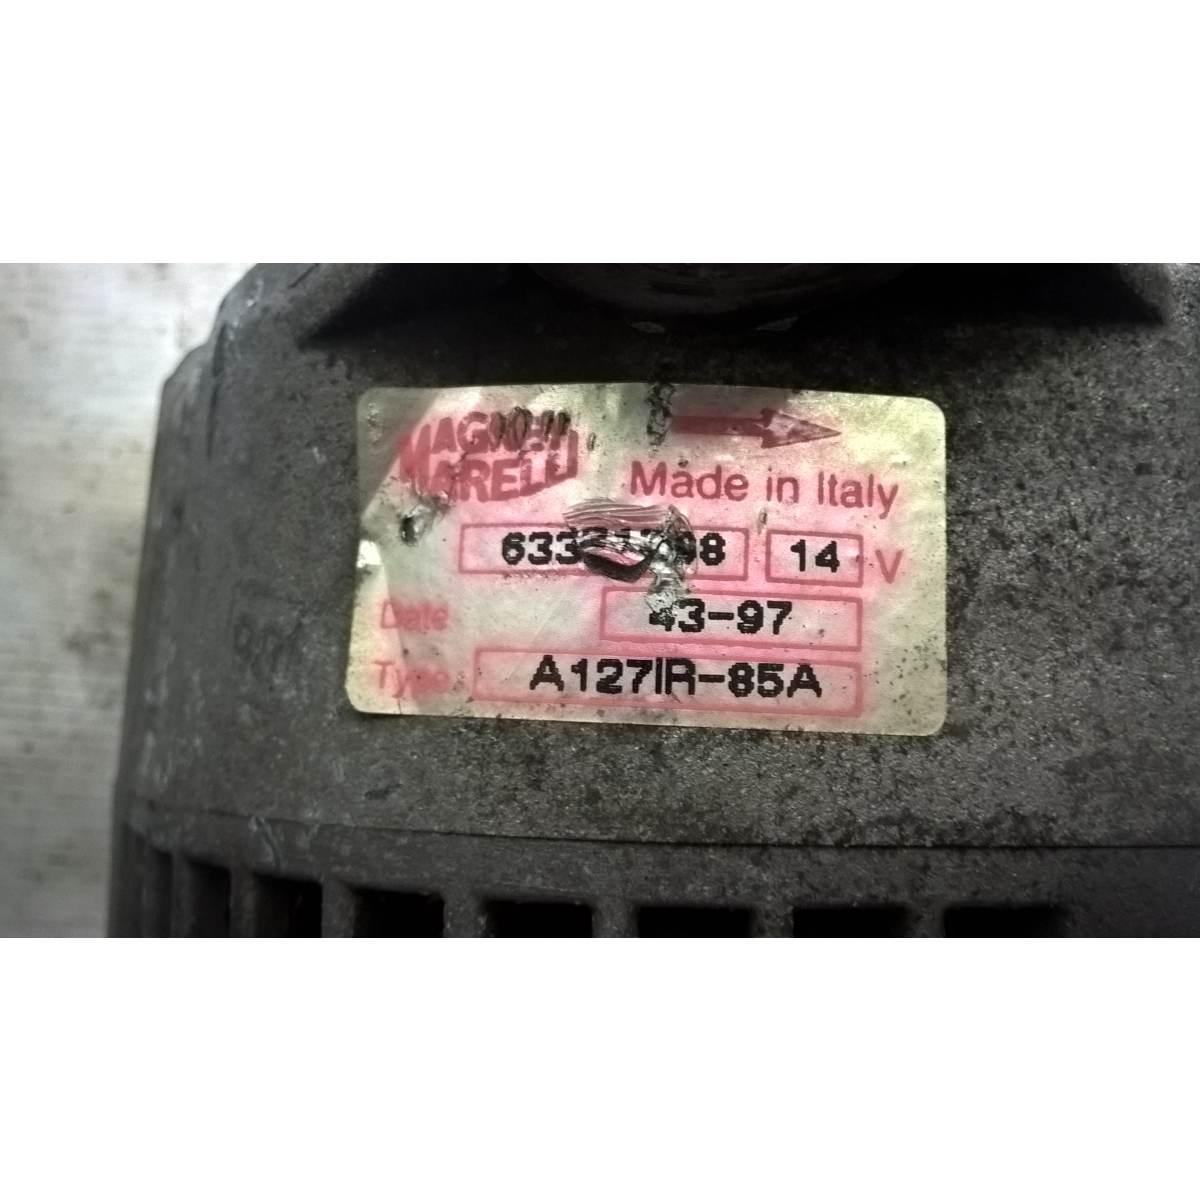 MAGNETI
MARELLI
Made in Italy
14 V
Date 43-97
Type A127IR-85A